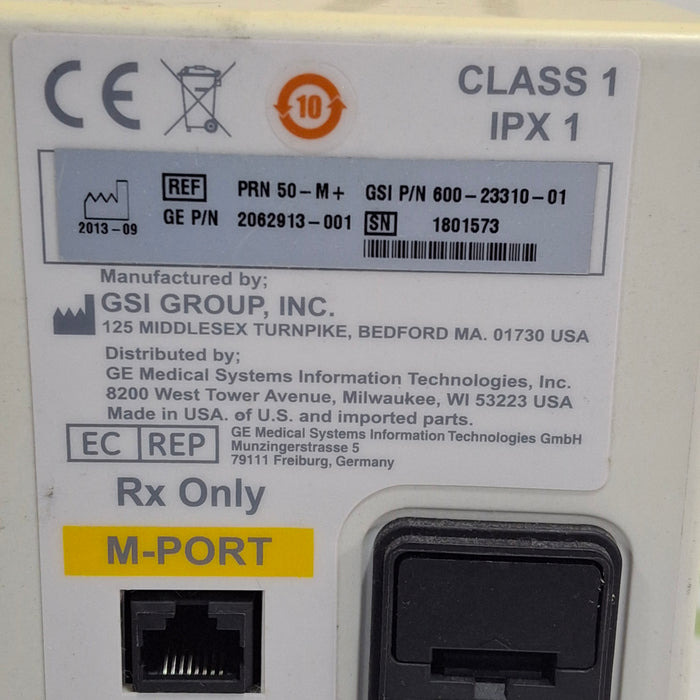 CE
10
CLASS 1
IPX 1
REF PRN 50-M+ GSI P/N 600-23310-01
2013-09 GE P/N 2062913-001 SN 1801573
Manufactured by;
GSI GROUP, INC.
125 MIDDLESEX TURNPIKE, BEDFORD MA. 01730 USA
Distributed by;
GE Medical Systems Information Technologies, Inc.
8200 West Tower Avenue, Milwaukee, WI 53223 USA
Made in USA. of U.S. and imported parts.
EC REP
GE Medical Systems Information Technologies GmbH
Munzingerstrasse 5
79111 Freiburg, Germany
Rx Only
M-PORT